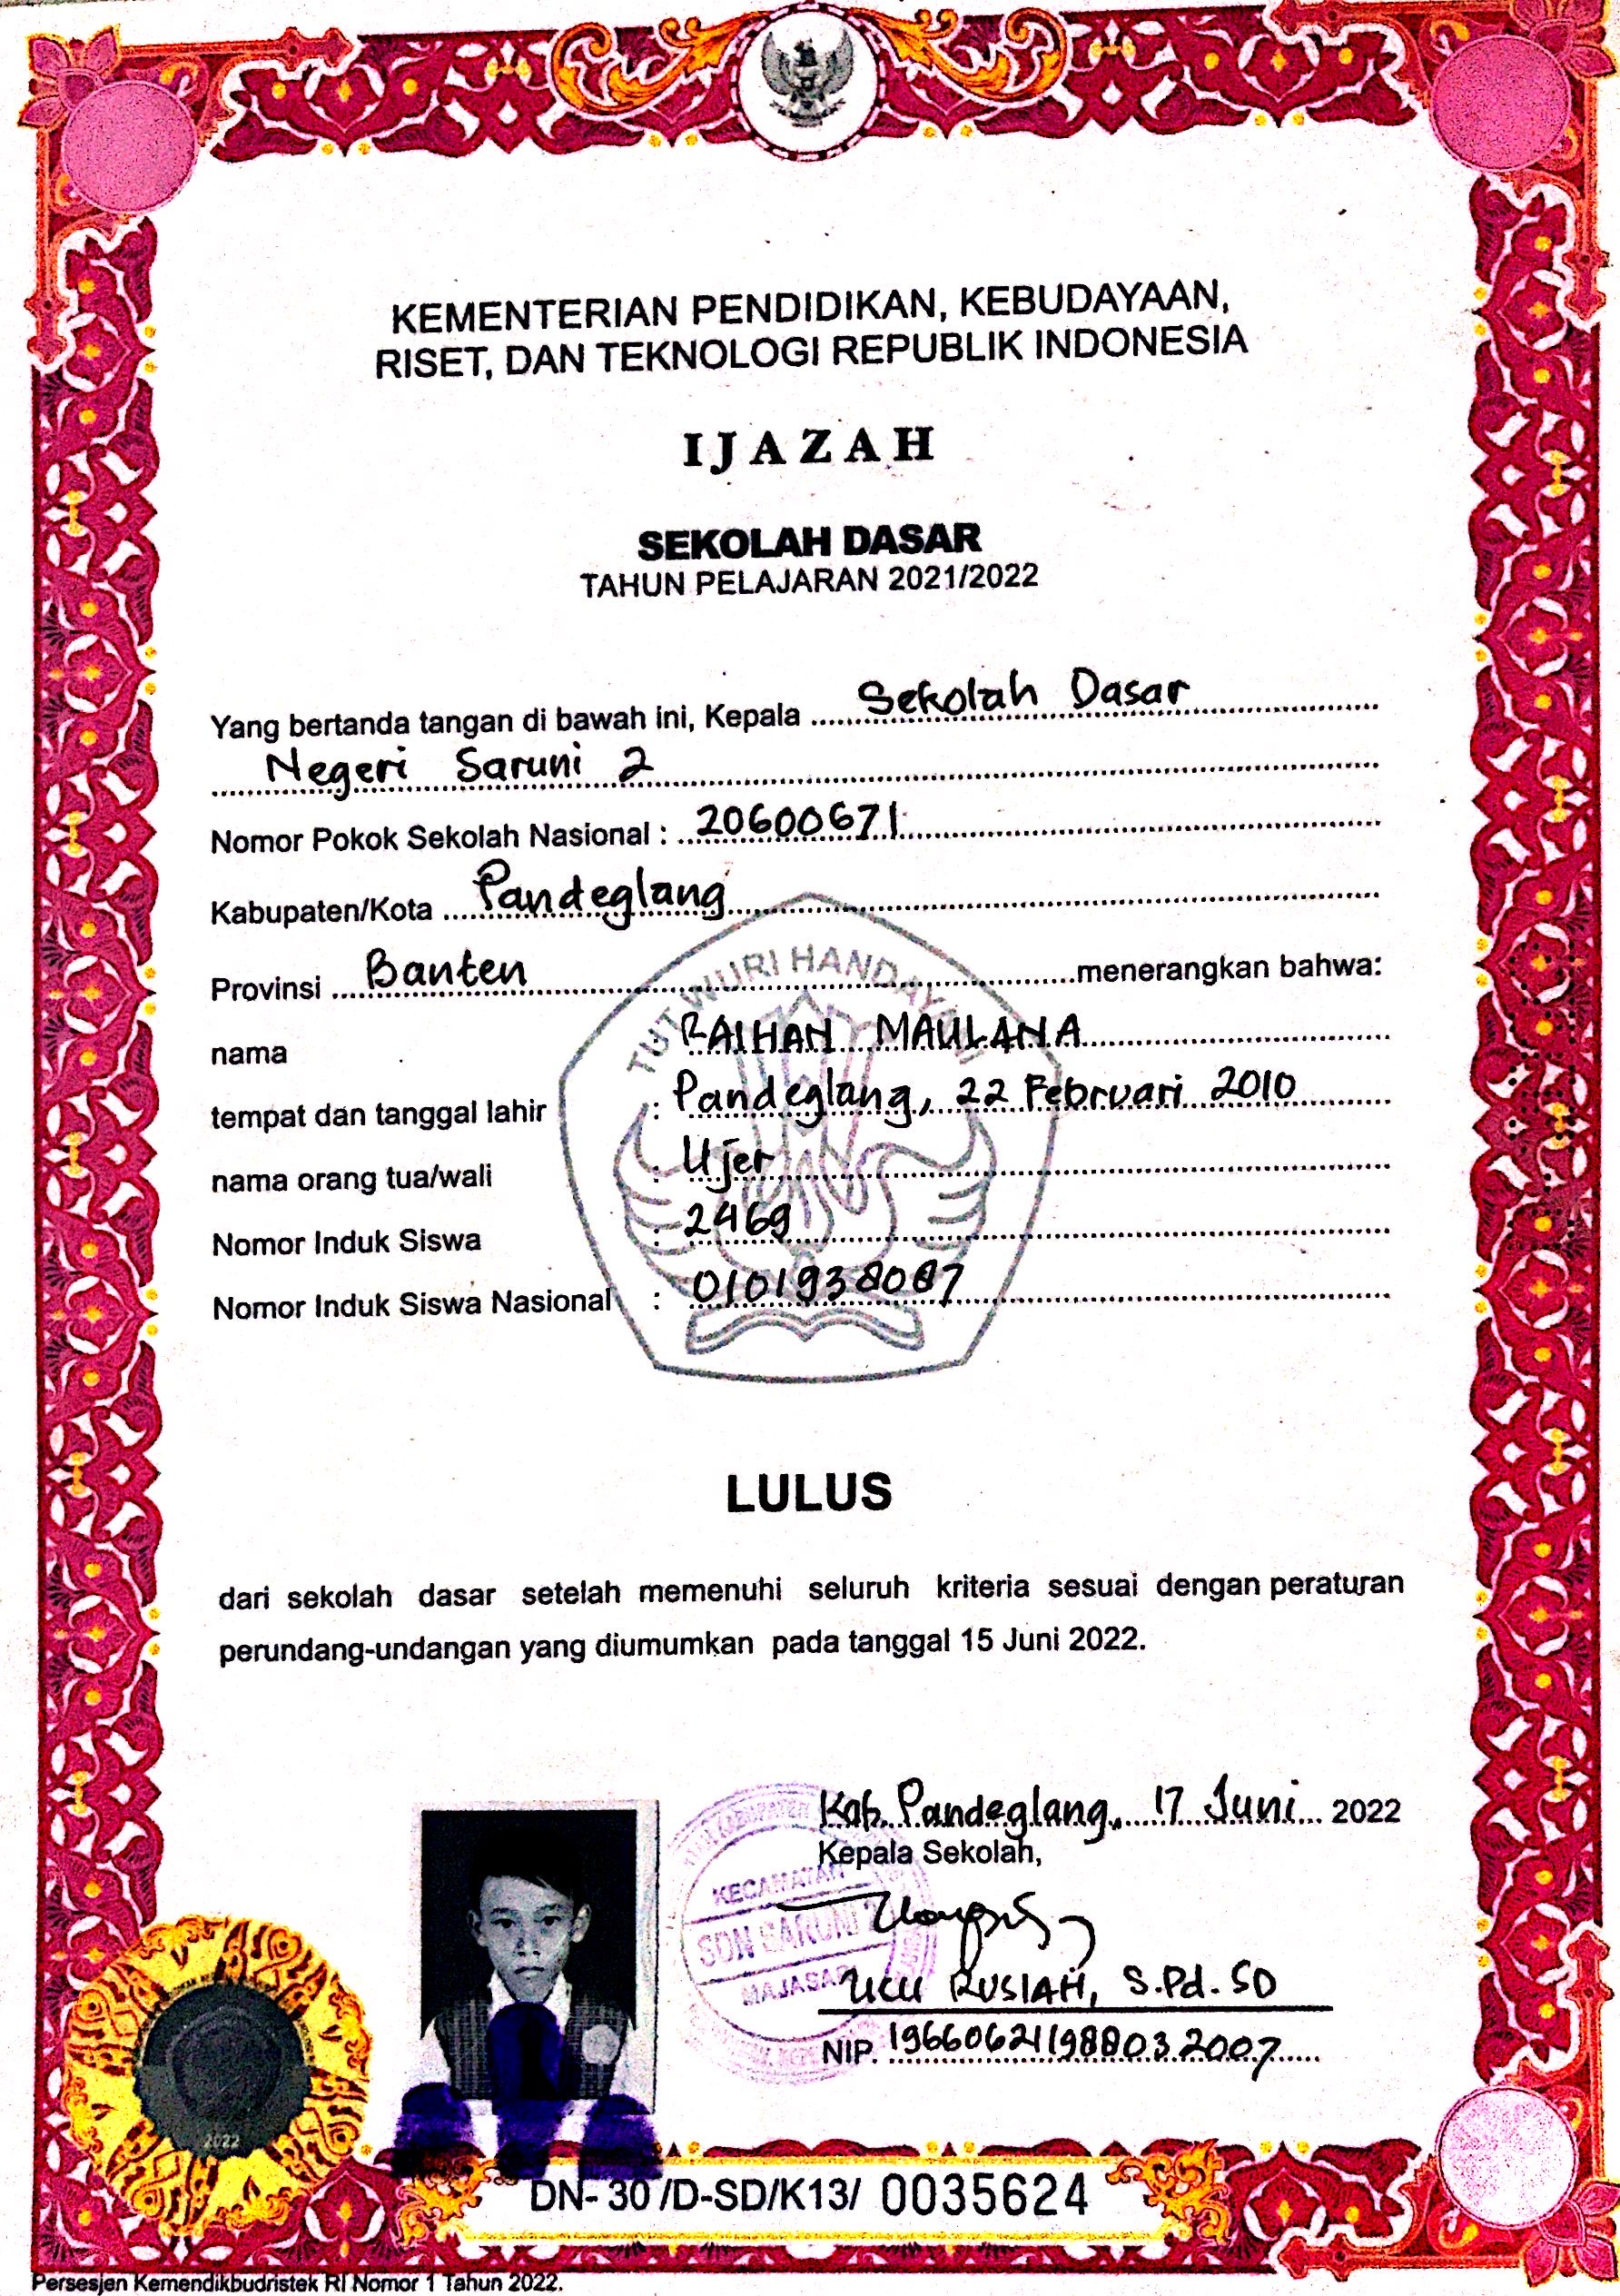 KEMENTERIAN PENDIDIKAN, KEBUDAYAAN,
RISET, DAN TEKNOLOGI REPUBLIK INDONESIA
IJAZAH
SEKOLAH DASAR
TAHUN PELAJARAN 2021/2022
Yang bertanda tangan di bawah ini, Kepala Sekolah Dasar
Negeri Saruni 2
Nomor Pokok Sekolah Nasional : 20600671
Kabupaten/Kota Pandeglang
TUT WURI HANDAYANI
Provinsi Banten menerangkan bahwa:
nama RAIHAN MAULANA
tempat dan tanggal lahir : Pandeglang, 22 Februari 2010
nama orang tua/wali : Ujer
Nomor Induk Siswa : 2469
Nomor Induk Siswa Nasional : 0101938087
LULUS
dari sekolah dasar setelah memenuhi seluruh kriteria sesuai dengan peraturan
perundang-undangan yang diumumkan pada tanggal 15 Juni 2022.
Kab. Pandeglang, 17 Juni 2022
Kepala Sekolah,
KECAMATAN
SDN SARUNI 2
MAJASARI
UCU RUSIAH, S.Pd. SD
NIP. 196606211988032007
2022
DN- 30 /D-SD/K13/ 0035624
Persesjen Kemendikbudristek RI Nomor 1 Tahun 2022.